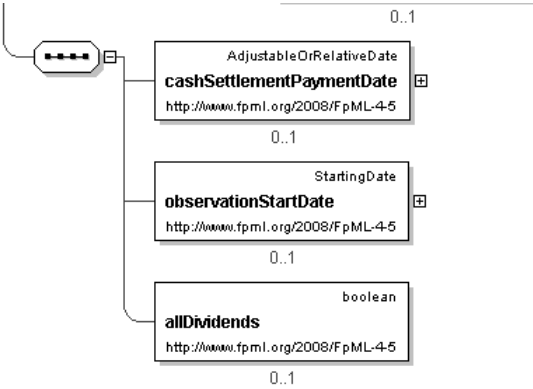 0..1
AdjustableOrRelativeDate
cashSettlementPaymentDate
http://www.fpml.org/2008/FpML-4-5
0..1
StartingDate
observationStartDate
http://www.fpml.org/2008/FpML-4-5
0..1
boolean
allDividends
http://www.fpml.org/2008/FpML-4-5
0..1